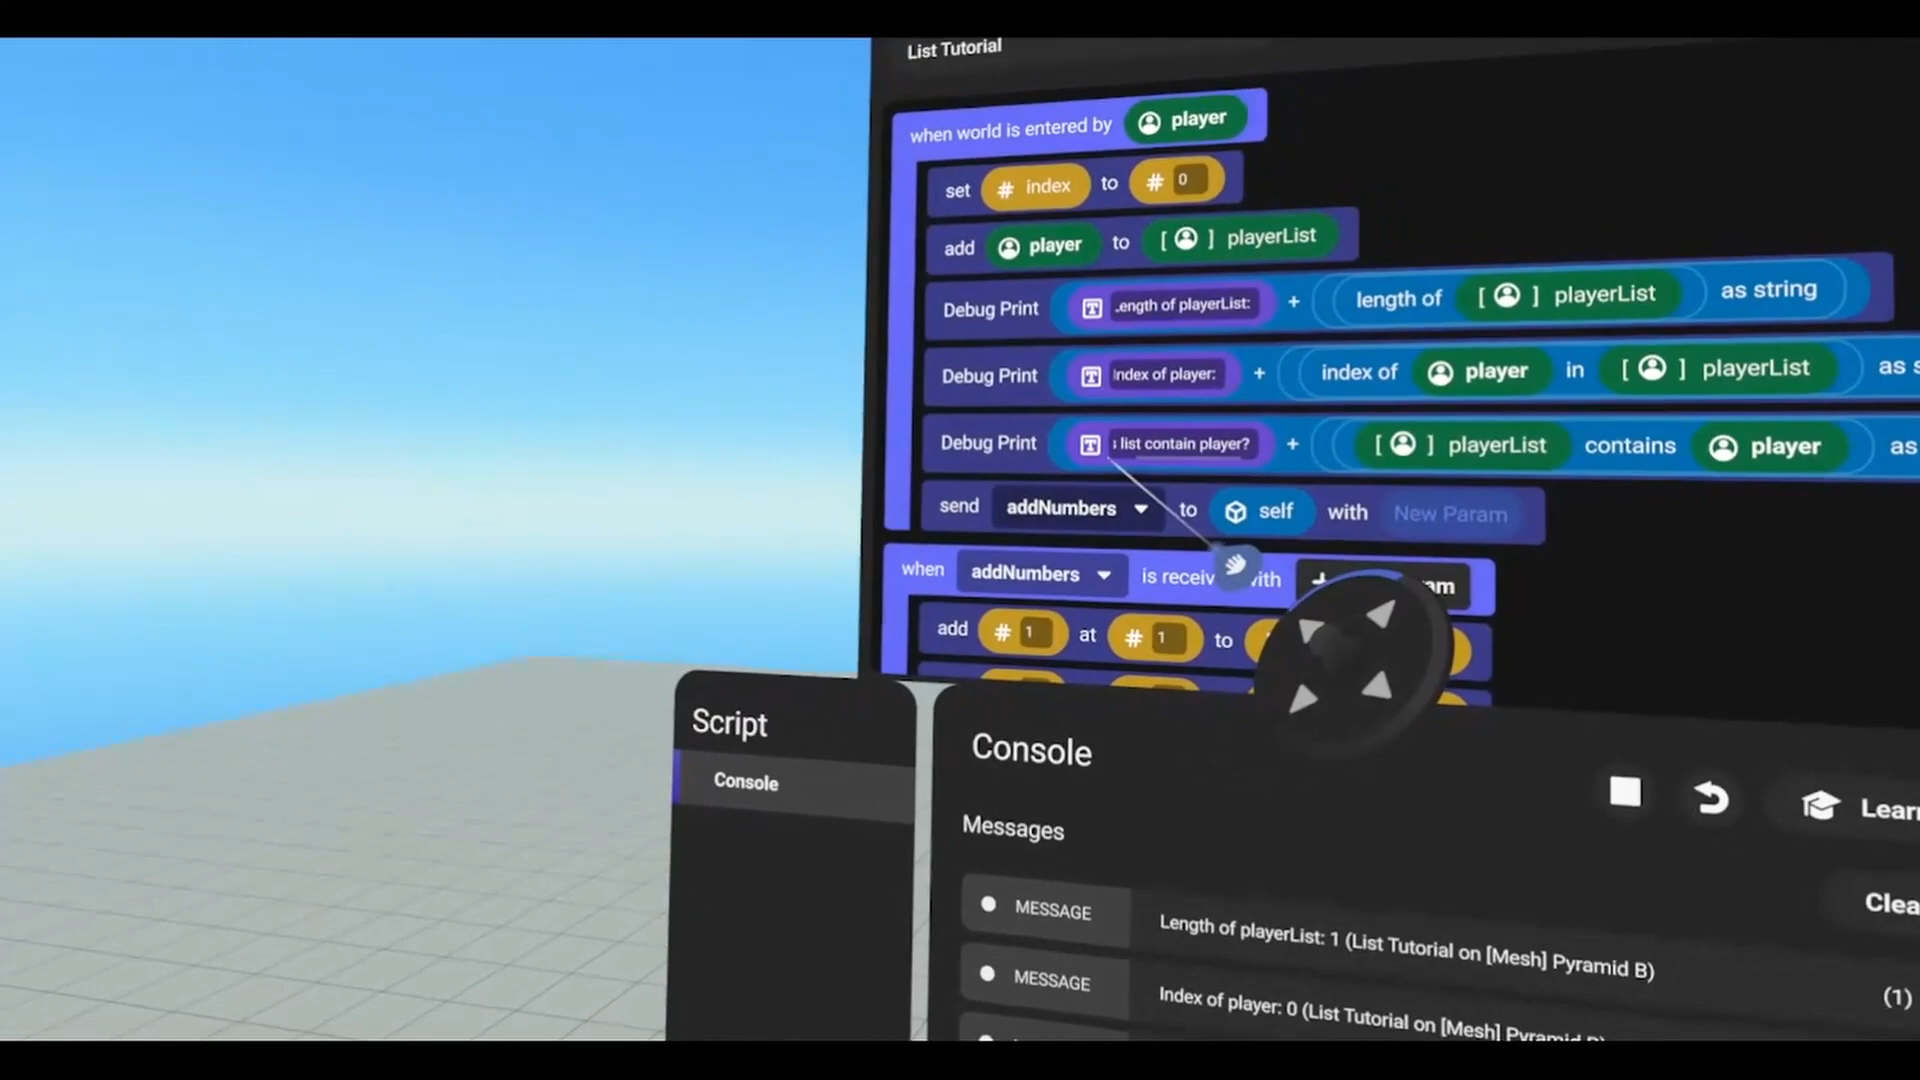 List Tutorial
when world is entered by player
set # index to # 0
add player to [ ] playerList
Debug Print ength of playerList: + length of [ ] playerList as string
Debug Print Index of player: + index of player in [ ] playerList as s
Debug Print list contain player? + [ ] playerList contains player as
send addNumbers to self with New Param
when addNumbers is receiv with + am
add # 1 at # 1 to
Script
Console
Console
Messages
Learn
Clea
MESSAGE Length of playerList: 1 (List Tutorial on [Mesh] Pyramid B)
(1)
MESSAGE Index of player: 0 (List Tutorial on [Mesh] Pyramid B)